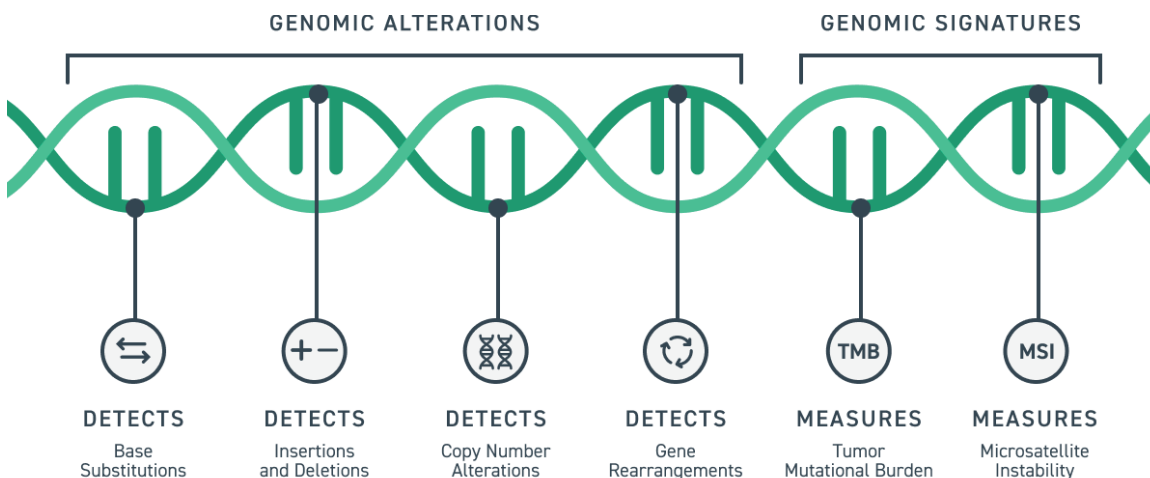 GENOMIC ALTERATIONS
GENOMIC SIGNATURES
TMB
MSI
DETECTS
Base
Substitutions
DETECTS
Insertions
and Deletions
DETECTS
Copy Number
Alterations
DETECTS
Gene
Rearrangements
MEASURES
Tumor
Mutational Burden
MEASURES
Microsatellite
Instability